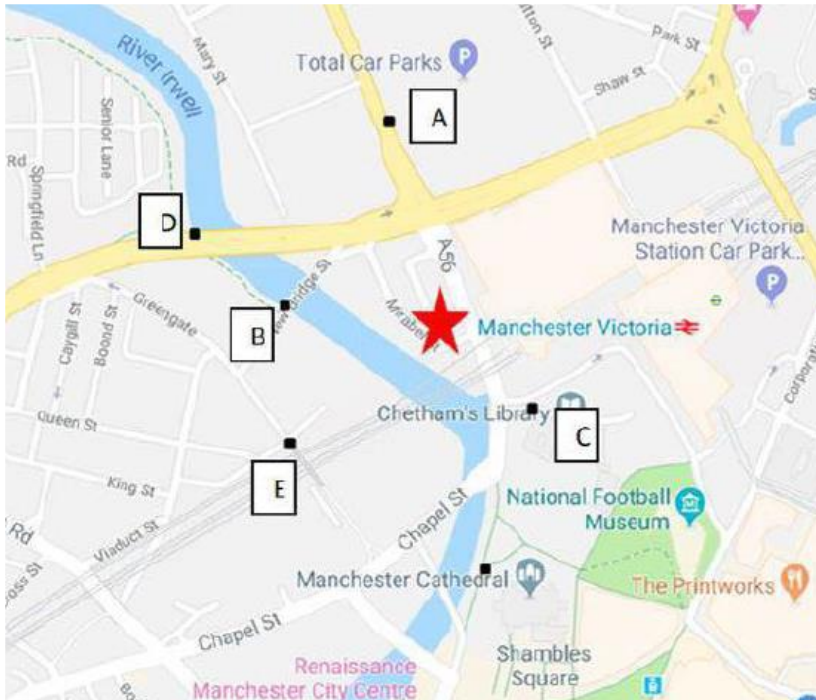 River Irwell
Mary St
Total Car Parks
P
Park St
Shaw st
A
Senior Lane
Rd
Springfield Ln
D
A56
Manchester Victoria
Station Car Park...
P
Greengate
Caygill St
Boond St
B
Manchester Victoria
Chetham's Library
C
Corporatio
Queen St
E
King St
Viaduct St
Rd
Chapel St
National Football
Museum
Manchester Cathedral
The Printworks
Chapel St
Shambles
Square
Renaissance
Manchester City Centre